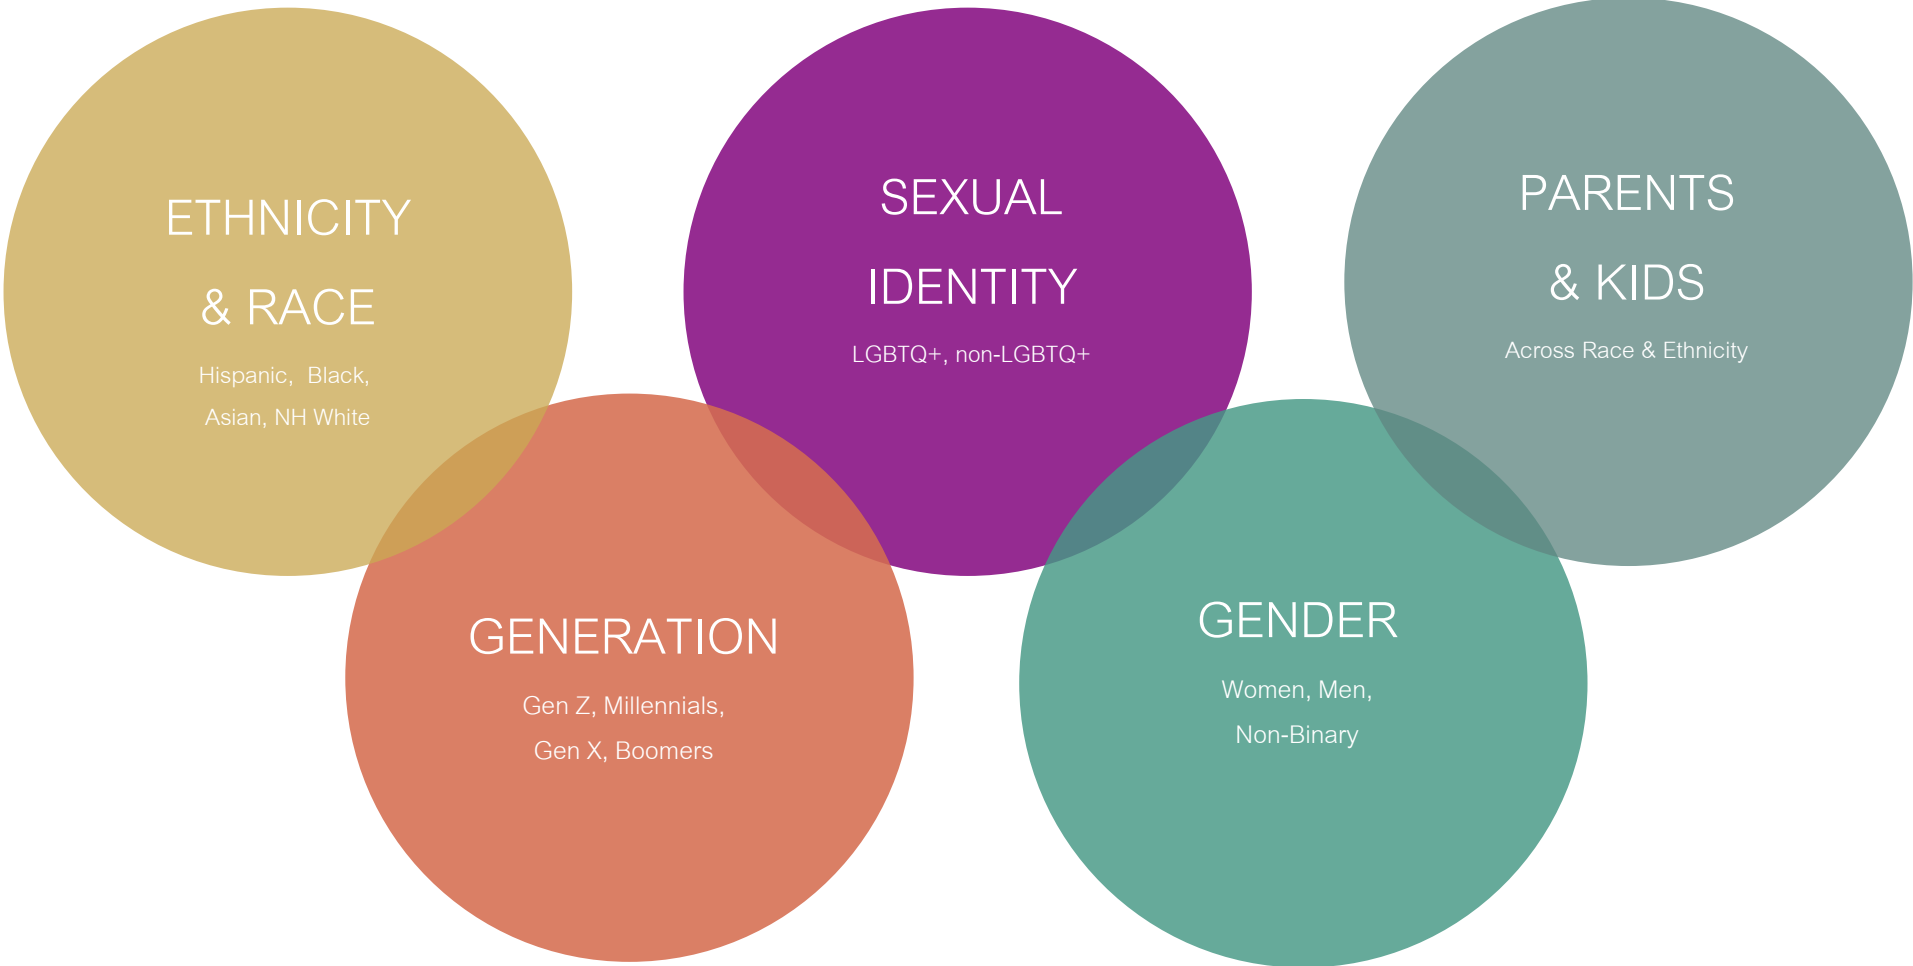 ETHNICITY
& RACE
Hispanic, Black,
Asian, NH White
SEXUAL
IDENTITY
LGBTQ+, non-LGBTQ+
PARENTS
& KIDS
Across Race & Ethnicity
GENERATION
Gen Z, Millennials,
Gen X, Boomers
GENDER
Women, Men,
Non-Binary